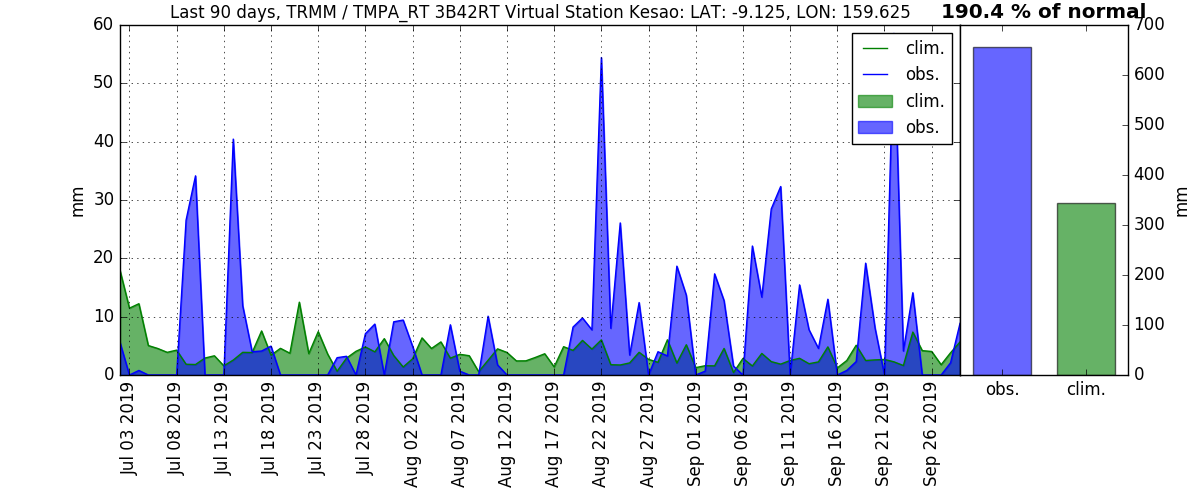 Last 90 days, TRMM / TMPA_RT 3B42RT Virtual Station Kesao: LAT: -9.125, LON: 159.625
190.4 % of normal
60
50
40
30
20
10
0
mm
clim.
obs.
clim.
obs.
700
600
500
400
300
200
100
0
mm
Jul 03 2019
Jul 08 2019
Jul 13 2019
Jul 18 2019
Jul 23 2019
Jul 28 2019
Aug 02 2019
Aug 07 2019
Aug 12 2019
Aug 17 2019
Aug 22 2019
Aug 27 2019
Sep 01 2019
Sep 06 2019
Sep 11 2019
Sep 16 2019
Sep 21 2019
Sep 26 2019
obs.
clim.